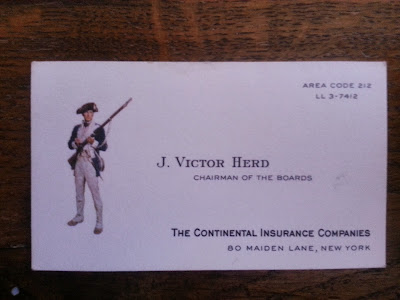 AREA CODE 212
LL 3-7412
J. VICTOR HERD
CHAIRMAN OF THE BOARDS
THE CONTINENTAL INSURANCE COMPANIES
80 MAIDEN LANE, NEW YORK